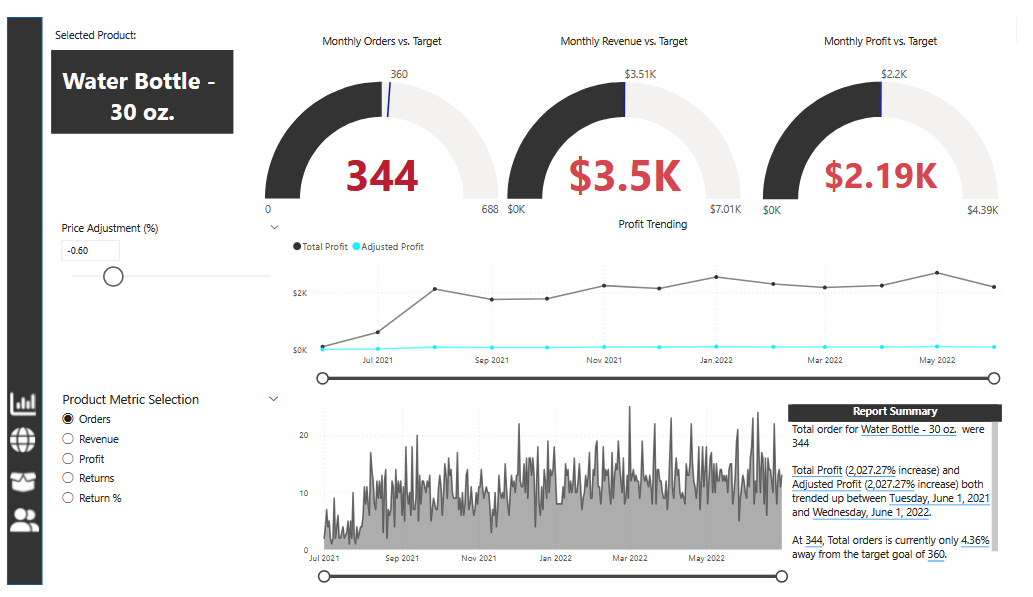 Selected Product:
Water Bottle -
30 oz.
Monthly Orders vs. Target
360
344
0
688
Monthly Revenue vs. Target
$3.51K
$3.5K
$0K
$7.01K
Monthly Profit vs. Target
$2.2K
$2.19K
$0K
$4.39K
Price Adjustment (%)
-0.60
Profit Trending
Total Profit Adjusted Profit
$2K
$0K
Jul 2021 Sep 2021 Nov 2021 Jan 2022 Mar 2022 May 2022
Product Metric Selection
Orders
Revenue
Profit
Returns
Return %
20
10
0
Jul 2021 Sep 2021 Nov 2021 Jan 2022 Mar 2022 May 2022
Report Summary
Total order for Water Bottle - 30 oz. were
344
Total Profit (2,027.27% increase) and
Adjusted Profit (2,027.27% increase) both
trended up between Tuesday, June 1, 2021
and Wednesday, June 1, 2022.
At 344, Total orders is currently only 4.36%
away from the target goal of 360.